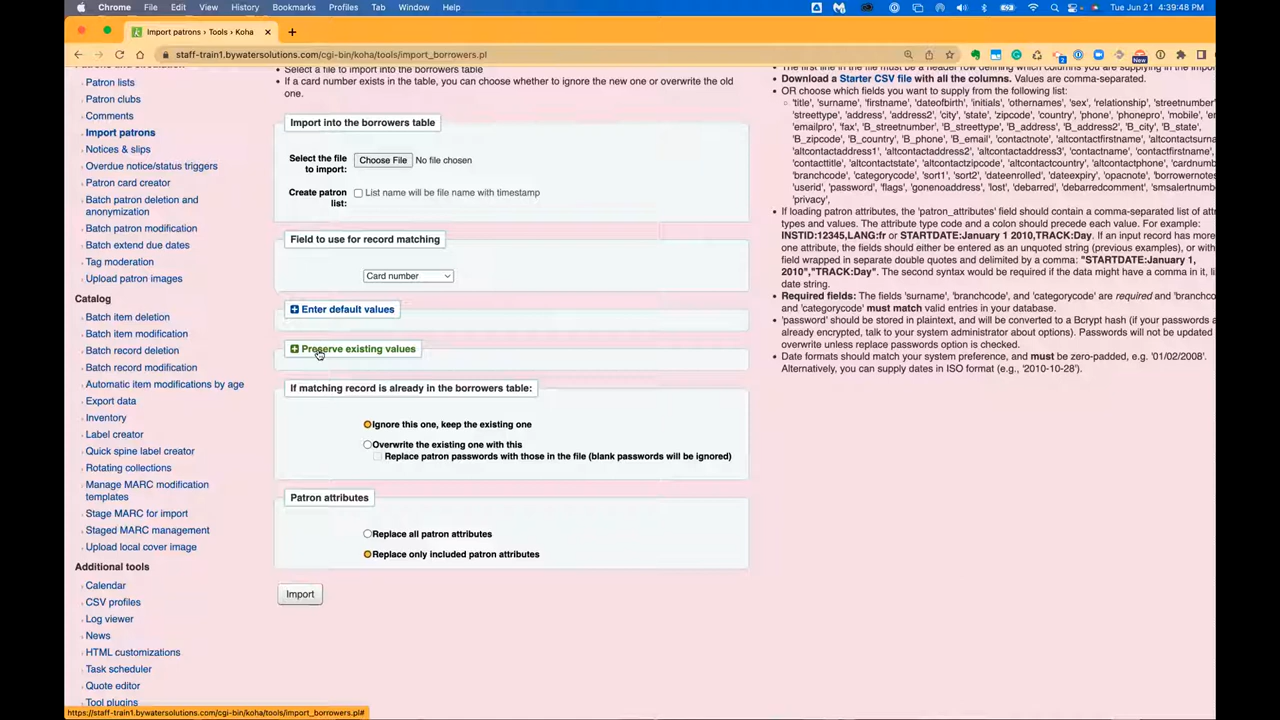 Chrome File Edit View History Bookmarks Profiles Tab Window Help Tue Jun 21 4:39:48 PM
Import patrons › Tools › Koha
staff-train1.bywatersolutions.com/cgi-bin/koha/tools/import_borrowers.pl
Patron lists
Patron clubs
Comments
Import patrons
Notices & slips
Overdue notice/status triggers
Patron card creator
Batch patron deletion and
anonymization
Batch patron modification
Batch extend due dates
Tag moderation
Upload patron images
Catalog
Batch item deletion
Batch item modification
Batch record deletion
Batch record modification
Automatic item modifications by age
Export data
Inventory
Label creator
Quick spine label creator
Rotating collections
Manage MARC modification
templates
Stage MARC for import
Staged MARC management
Upload local cover image
Additional tools
Calendar
CSV profiles
Log viewer
News
HTML customizations
Task scheduler
Quote editor
Tool plugins
https://staff-train1.bywatersolutions.com/cgi-bin/koha/tools/import_borrowers.pl#
Select a file to import into the borrowers table
If a card number exists in the table, you can choose whether to ignore the new one or overwrite the old
one.
Import into the borrowers table
Select the file
to import:
Choose File No file chosen
Create patron
list:
List name will be file name with timestamp
Field to use for record matching
Card number
Enter default values
Preserve existing values
If matching record is already in the borrowers table:
Ignore this one, keep the existing one
Overwrite the existing one with this
Replace patron passwords with those in the file (blank passwords will be ignored)
Patron attributes
Replace all patron attributes
Replace only included patron attributes
Import
The first line in the file must be a header row defining which columns you are supplying in the impor
Download a Starter CSV file with all the columns. Values are comma-separated.
OR choose which fields you want to supply from the following list:
'title', 'surname', 'firstname', 'dateofbirth', 'initials', 'othernames', 'sex', 'relationship', 'streetnumber'
'streettype', 'address', 'address2', 'city', 'state', 'zipcode', 'country', 'phone', 'phonepro', 'mobile', 'em
'emailpro', 'fax', 'B_streetnumber', 'B_streettype', 'B_address', 'B_address2', 'B_city', 'B_state',
'B_zipcode', 'B_country', 'B_phone', 'B_email', 'contactnote', 'altcontactfirstname', 'altcontactsurna
'altcontactaddress1', 'altcontactaddress2', 'altcontactaddress3', 'contactname', 'contactfirstname',
'contacttitle', 'altcontactstate', 'altcontactzipcode', 'altcontactcountry', 'altcontactphone', 'cardnumb
'branchcode', 'categorycode', 'sort1', 'sort2', 'dateenrolled', 'dateexpiry', 'opacnote', 'borrowernotes
'userid', 'password', 'flags', 'gonenoaddress', 'lost', 'debarred', 'debarredcomment', 'smsalertnumbe
'privacy',
If loading patron attributes, the 'patron_attributes' field should contain a comma-separated list of a
types and values. The attribute type code and a colon should precede each value. For example:
INSTID:12345,LANG:fr or STARTDATE:January 1 2010,TRACK:Day. If an input record has more
one attribute, the fields should either be entered as an unquoted string (previous examples), or with
field wrapped in separate double quotes and delimited by a comma: "STARTDATE:January 1,
2010","TRACK:Day". The second syntax would be required if the data might have a comma in it, li
date string.
Required fields: The fields 'surname', 'branchcode', and 'categorycode' are required and 'branchc
and 'categorycode' must match valid entries in your database.
'password' should be stored in plaintext, and will be converted to a Bcrypt hash (if your passwords a
already encrypted, talk to your system administrator about options). Passwords will not be updated
overwrite unless replace passwords option is checked.
Date formats should match your system preference, and must be zero-padded, e.g. '01/02/2008'.
Alternatively, you can supply dates in ISO format (e.g., '2010-10-28').